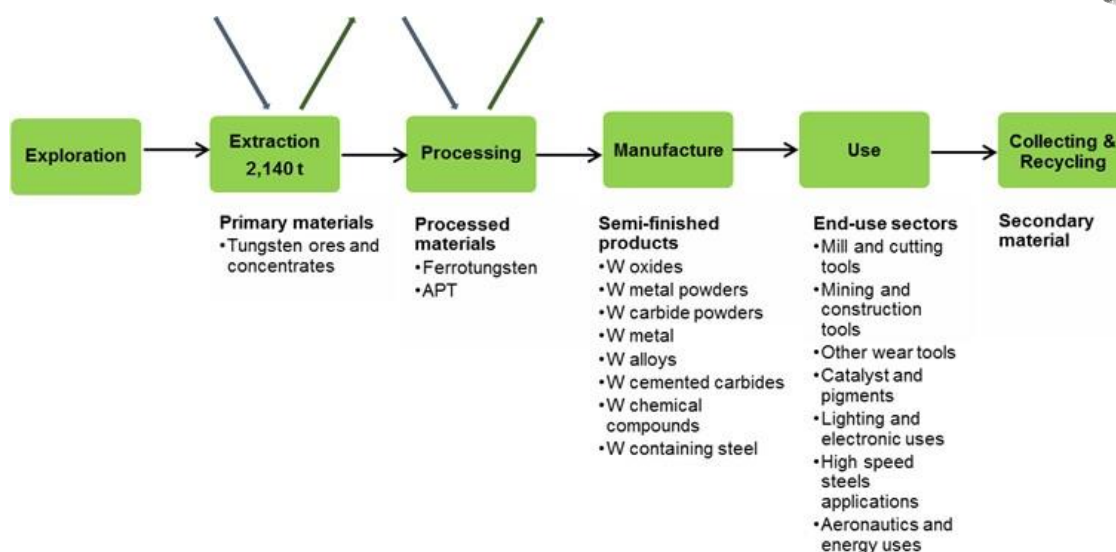 Exploration
Extraction
2,140 t
Processing
Manufacture
Use
Collecting &
Recycling
Primary materials
•Tungsten ores and
concentrates
Processed
materials
•Ferrotungsten
•APT
Semi-finished
products
•W oxides
•W metal powders
•W carbide powders
•W metal
•W alloys
•W cemented carbides
•W chemical
compounds
•W containing steel
End-use sectors
•Mill and cutting
tools
•Mining and
construction
tools
•Other wear tools
•Catalyst and
pigments
•Lighting and
electronic uses
•High speed
steels
applications
•Aeronautics and
energy uses
Secondary
material